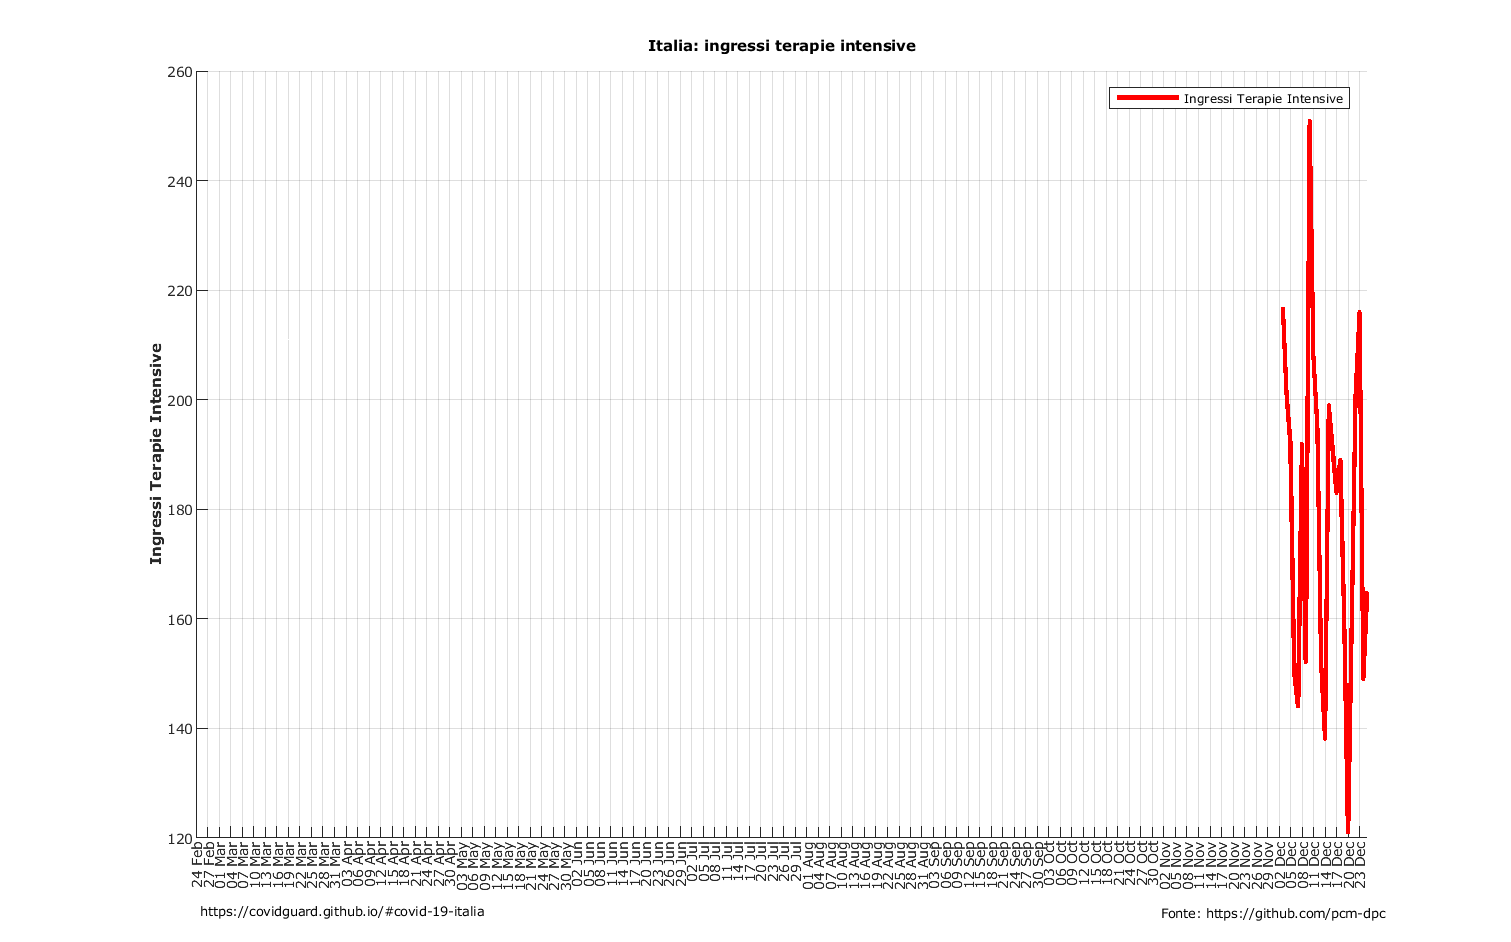 Italia: ingressi terapie intensive
Ingressi Terapie Intensive
Ingressi Terapie Intensive
260
240
220
200
180
160
140
120
24 Feb
27 Feb
01 Mar
04 Mar
07 Mar
10 Mar
13 Mar
16 Mar
19 Mar
22 Mar
25 Mar
28 Mar
31 Mar
03 Apr
06 Apr
09 Apr
12 Apr
15 Apr
18 Apr
21 Apr
24 Apr
27 Apr
30 Apr
03 May
06 May
09 May
12 May
15 May
18 May
21 May
24 May
27 May
30 May
02 Jun
05 Jun
08 Jun
11 Jun
14 Jun
17 Jun
20 Jun
23 Jun
26 Jun
29 Jun
02 Jul
05 Jul
08 Jul
11 Jul
14 Jul
17 Jul
20 Jul
23 Jul
26 Jul
29 Jul
01 Aug
04 Aug
07 Aug
10 Aug
13 Aug
16 Aug
19 Aug
22 Aug
25 Aug
28 Aug
31 Aug
03 Sep
06 Sep
09 Sep
12 Sep
15 Sep
18 Sep
21 Sep
24 Sep
27 Sep
30 Sep
03 Oct
06 Oct
09 Oct
12 Oct
15 Oct
18 Oct
21 Oct
24 Oct
27 Oct
30 Oct
02 Nov
05 Nov
08 Nov
11 Nov
14 Nov
17 Nov
20 Nov
23 Nov
26 Nov
29 Nov
02 Dec
05 Dec
08 Dec
11 Dec
14 Dec
17 Dec
20 Dec
23 Dec
https://covidguard.github.io/#covid-19-italia
Fonte: https://github.com/pcm-dpc